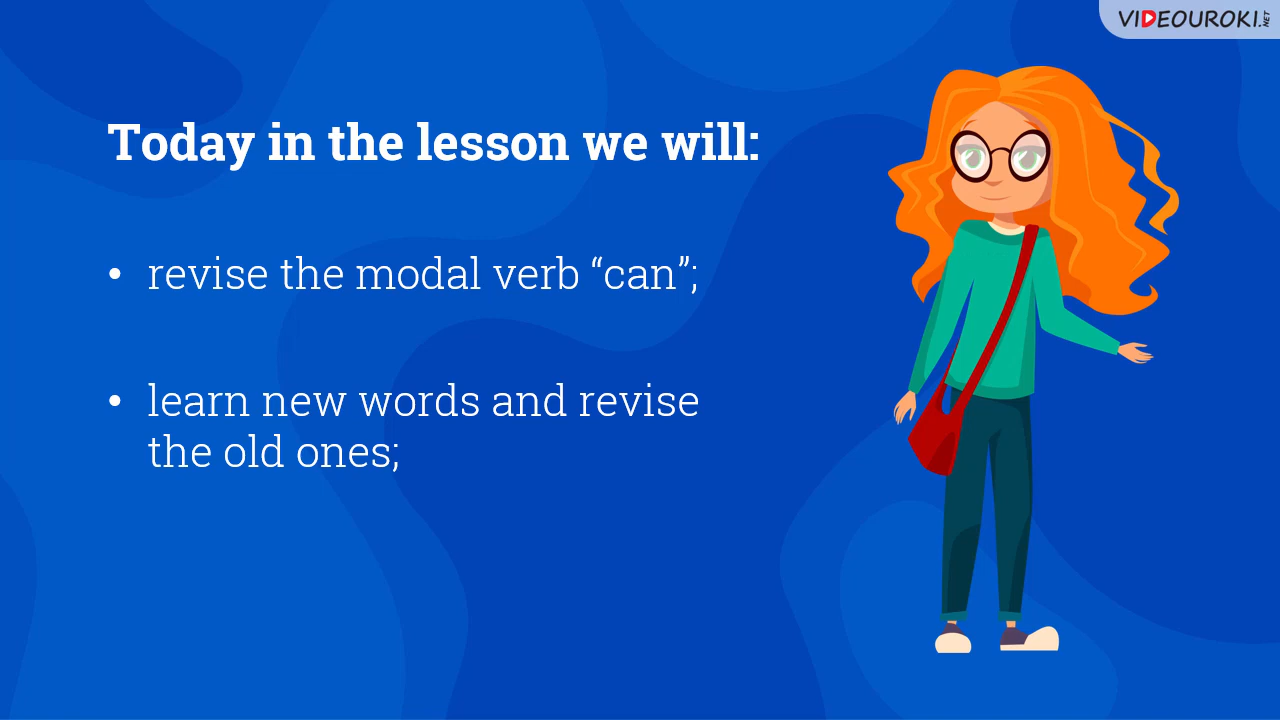 VIDEOUROKI.NET
Today in the lesson we will:
• revise the modal verb “can”;
• learn new words and revise
the old ones;